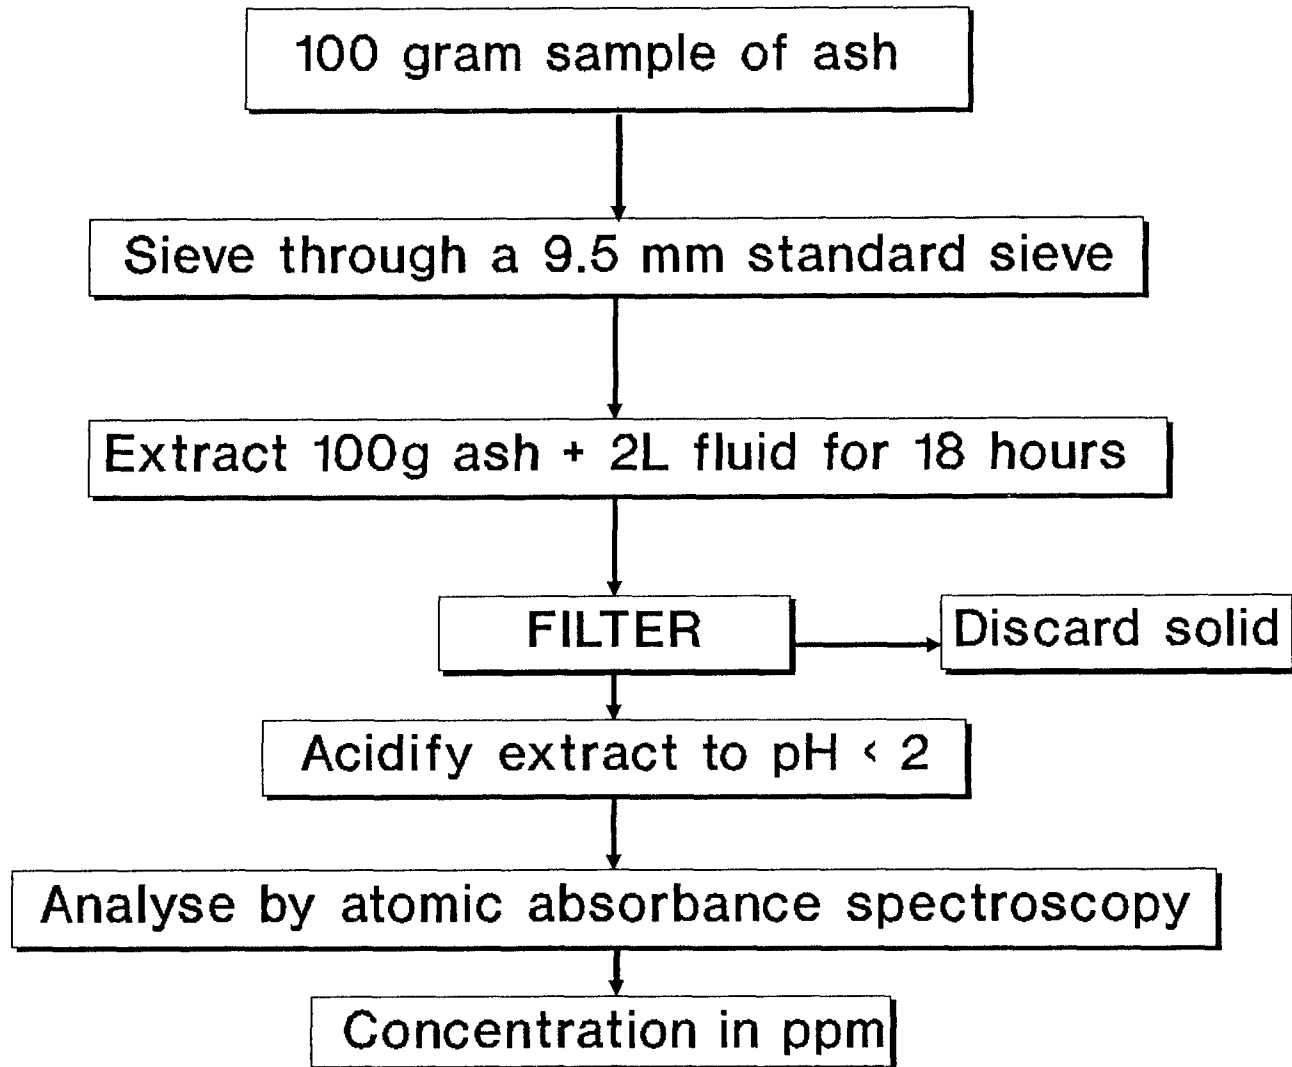 100 gram sample of ash
Sieve through a 9.5 mm standard sieve
Extract 100g ash + 2L fluid for 18 hours
FILTER
Discard solid
Acidify extract to pH < 2
Analyse by atomic absorbance spectroscopy
Concentration in ppm